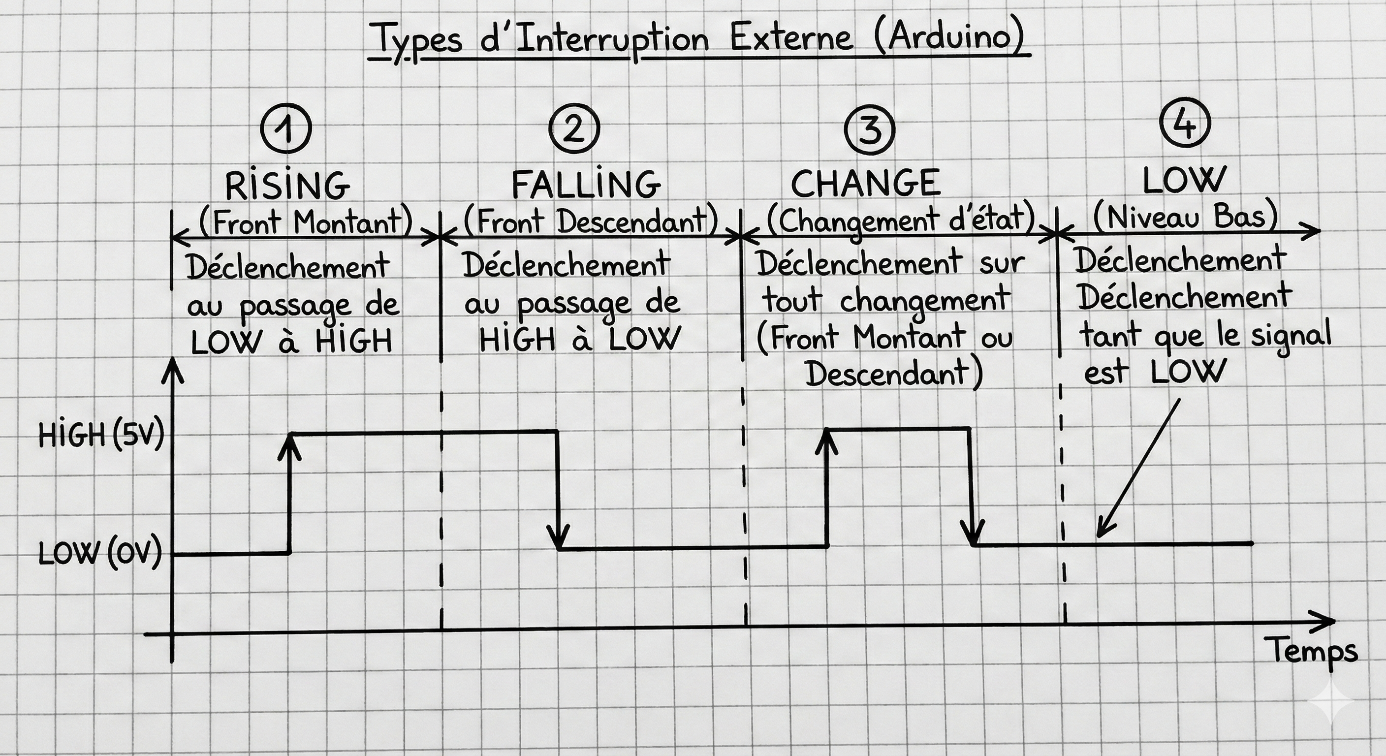 Types d'Interruption Externe (Arduino)
1
RISING
(Front Montant)
Déclenchement
au passage de
LOW à HIGH
2
FALLING
(Front Descendant)
Déclenchement
au passage de
HIGH à LOW
3
CHANGE
(Changement d'état)
Déclenchement sur
tout changement
(Front Montant ou
Descendant)
4
LOW
(Niveau Bas)
Déclenchement
Déclenchement
tant que le signal
est LOW
HIGH (5V)
LOW (0V)
Temps